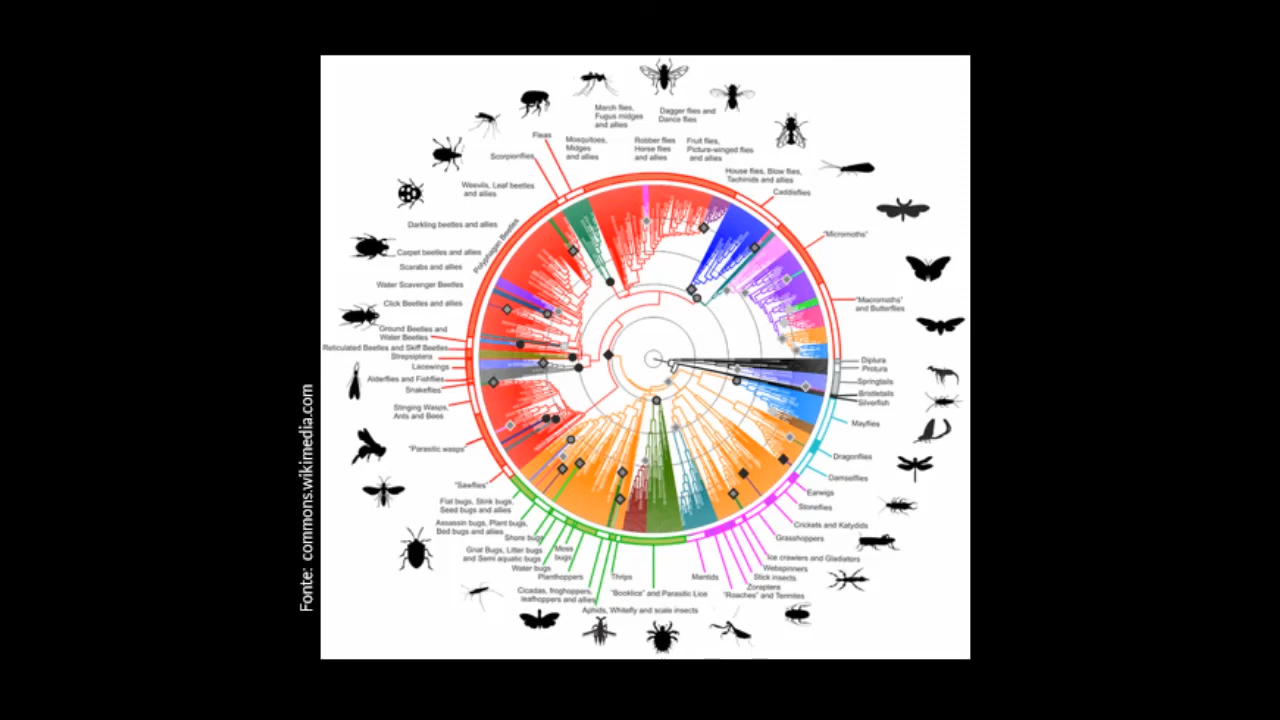 March flies,
Fugus midges
and allies
Dagger flies and
Dance flies
Fleas
Mosquitoes,
Midges
and allies
Robber flies
Horse flies
and allies
Fruit flies,
Picture-winged flies
and allies
Scorpionflies
House flies, Blow flies,
Tachinids and allies
Weevils, Leaf beetles
and allies
Caddieflies
Darkling beetles and allies
Polyphagan Beetles
"Micromoths"
Carpet beetles and allies
Scarabs and allies
Water Scavenger Beetles
Click Beetles and allies
"Macromoths"
and Butterflies
Ground Beetles and
Water Beetles
Reticulated Beetles and Skiff Beetles
Strepsiptera
Lacewings
Alderflies and Fishflies
Snakeflies
Diplura
Protura
Springtails
Bristletails
Silverfish
Stinging Wasps,
Ants and Bees
Mayflies
"Parasitic wasps"
Dragonflies
Damselflies
"Sawflies"
Earwigs
Stoneflies
Flat bugs, Stink bugs,
Seed bugs and allies
Assassin bugs, Plant bugs,
Bed bugs and allies
Crickets and Katydids
Shore bugs
Grasshoppers
Gnat Bugs, Litter bugs
and Semi aquatic bugs
Moss
bugs
Ice crawlers and Gladiators
Water bugs
Webspinners
Planthoppers
Thrips
Mantids
Stick insects
Zoraptera
Cicadas, froghoppers,
leafhoppers and allies
"Booklice" and Parasitic Lice
"Roaches" and Termites
Aphids, Whitefly and scale insects
Fonte: commons.wikimedia.com